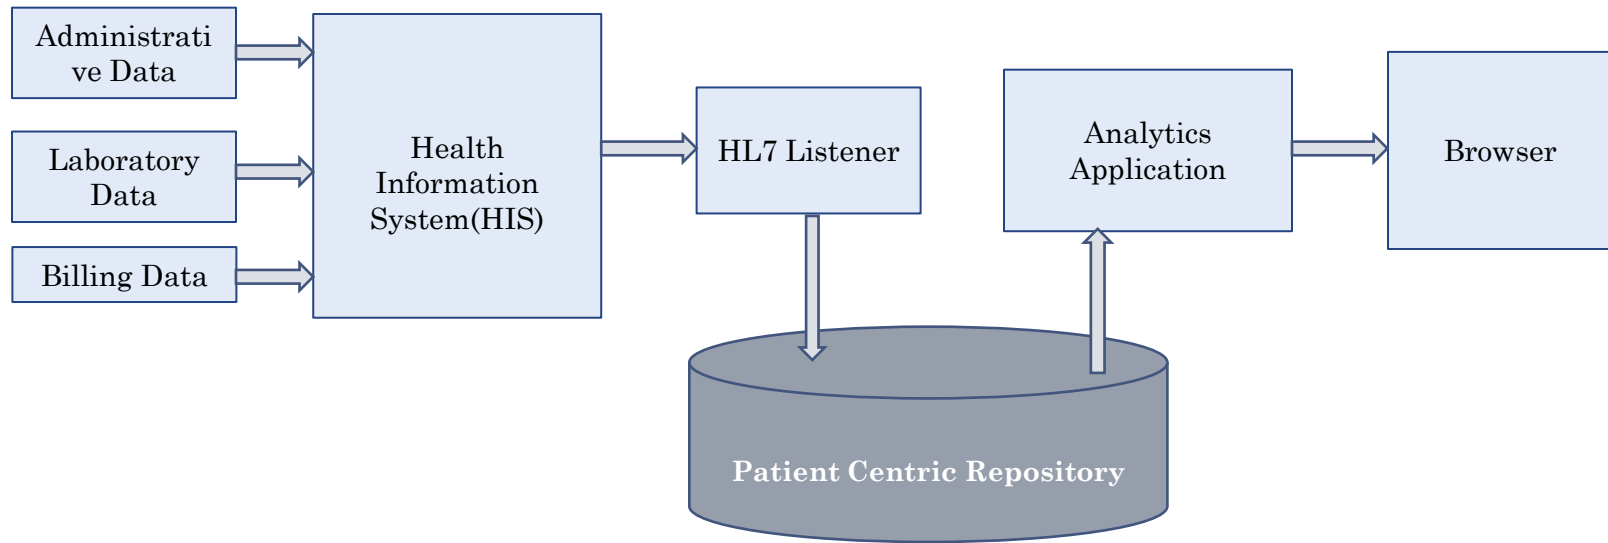 Administrati
ve Data
Laboratory
Data
Billing Data
Health
Information
System(HIS)
HL7 Listener
Analytics
Application
Browser
Patient Centric Repository